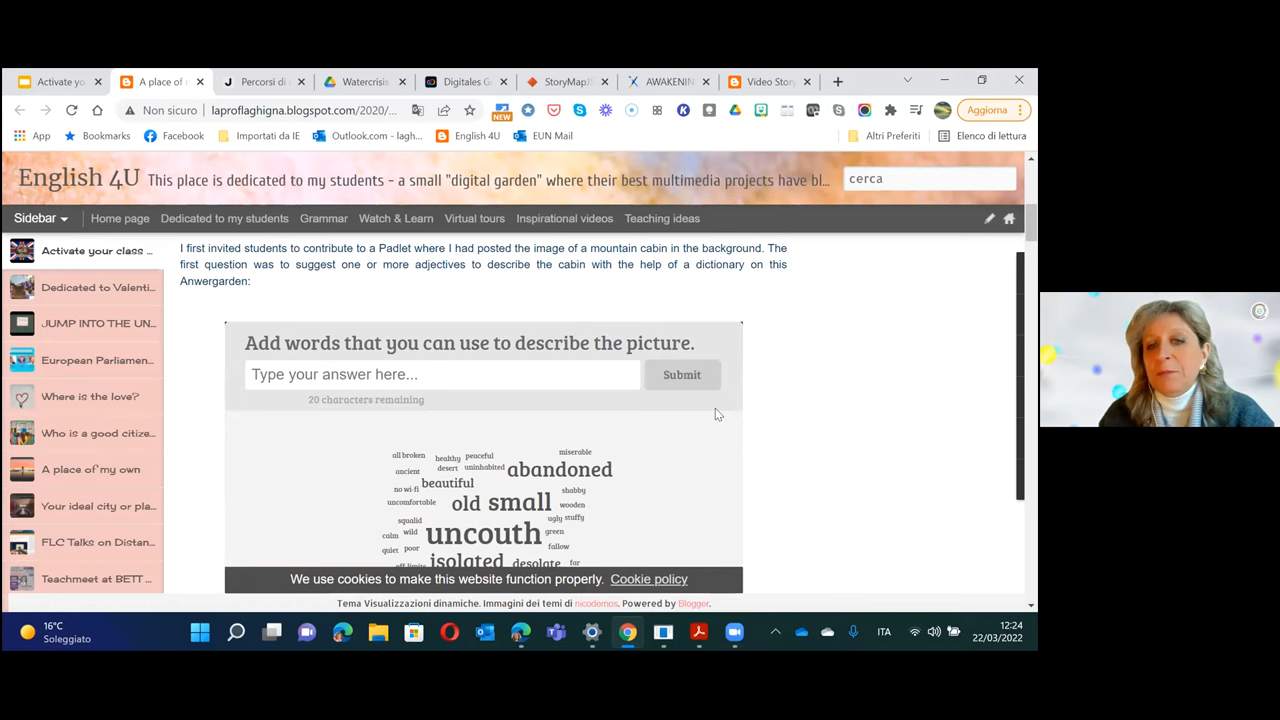 Activate yo
A place of m
Percorsi di
Watercrisis
Digitales G
StoryMapJS
AWAKENIN
Video Story
Non sicuro
laproflaghigna.blogspot.com/2020/...
NEW
Aggiorna
App
Bookmarks
Facebook
Importati da IE
Outlook.com - lagh...
English 4U
EUN Mail
Altri Preferiti
Elenco di lettura
English 4U This place is dedicated to my students - a small "digital garden" where their best multimedia projects have bl...
cerca
Sidebar
Home page
Dedicated to my students
Grammar
Watch & Learn
Virtual tours
Inspirational videos
Teaching ideas
Activate your class ...
Dedicated to Valenti...
JUMP INTO THE UN...
European Parliamen...
Where is the love?
Who is a good citize...
A place of my own
Your ideal city or pla...
FLC Talks on Distan...
Teachmeet at BETT ...
I first invited students to contribute to a Padlet where I had posted the image of a mountain cabin in the background. The
first question was to suggest one or more adjectives to describe the cabin with the help of a dictionary on this
Anwergarden:
Add words that you can use to describe the picture.
Type your answer here...
Submit
20 characters remaining
all broken
healthy
peaceful
miserable
ancient
desert
uninhabited
abandoned
no wi-fi
beautiful
shabby
uncomfortable
old
small
wooden
squalid
ugly
stuffy
calm
wild
uncouth
green
quiet
poor
fallow
off-limits
isolated
desolate
far
We use cookies to make this website function properly. Cookie policy
Tema Visualizzazioni dinamiche. Immagini dei temi di nicodemos. Powered by Blogger.
16°C
Soleggiato
ITA
12:24
22/03/2022